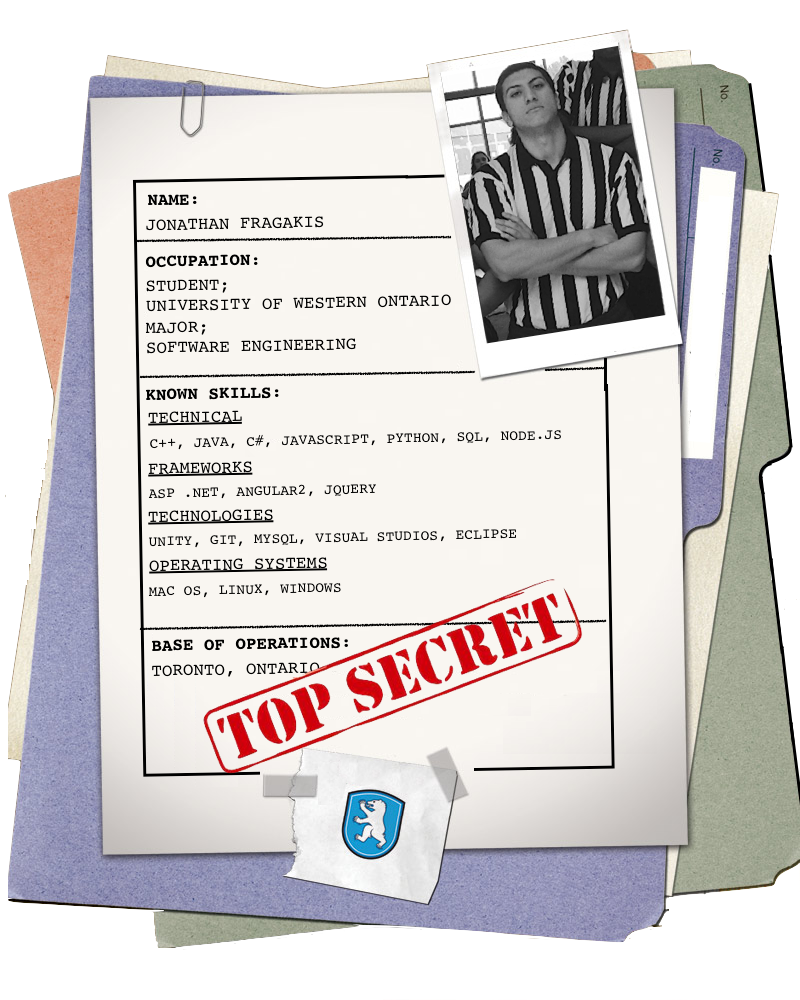 No.
No.
NAME:
JONATHAN FRAGAKIS
OCCUPATION:
STUDENT;
UNIVERSITY OF WESTERN ONTARIO
MAJOR;
SOFTWARE ENGINEERING
KNOWN SKILLS:
TECHNICAL
C++, JAVA, C#, JAVASCRIPT, PYTHON, SQL, NODE.JS
FRAMEWORKS
ASP .NET, ANGULAR2, JQUERY
TECHNOLOGIES
UNITY, GIT, MYSQL, VISUAL STUDIOS, ECLIPSE
OPERATING SYSTEMS
MAC OS, LINUX, WINDOWS
BASE OF OPERATIONS:
TORONTO, ONTARIO
TOP SECRET